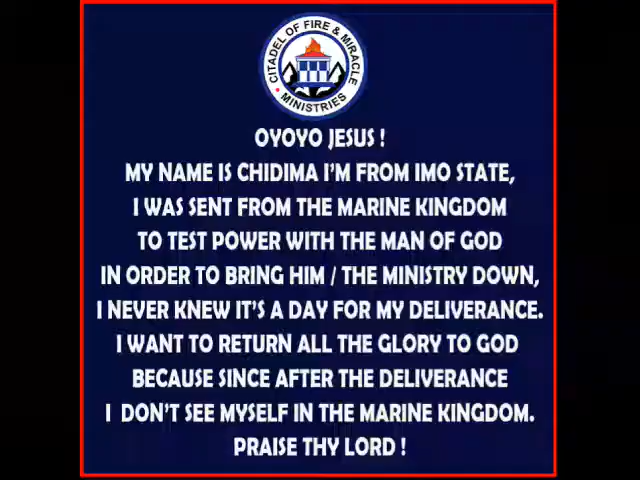 CITADEL OF FIRE & MIRACLE
MINISTRIES
OYOYO JESUS !
MY NAME IS CHIDIMA I'M FROM IMO STATE,
I WAS SENT FROM THE MARINE KINGDOM
TO TEST POWER WITH THE MAN OF GOD
IN ORDER TO BRING HIM / THE MINISTRY DOWN,
I NEVER KNEW IT'S A DAY FOR MY DELIVERANCE.
I WANT TO RETURN ALL THE GLORY TO GOD
BECAUSE SINCE AFTER THE DELIVERANCE
I DON'T SEE MYSELF IN THE MARINE KINGDOM.
PRAISE THY LORD !